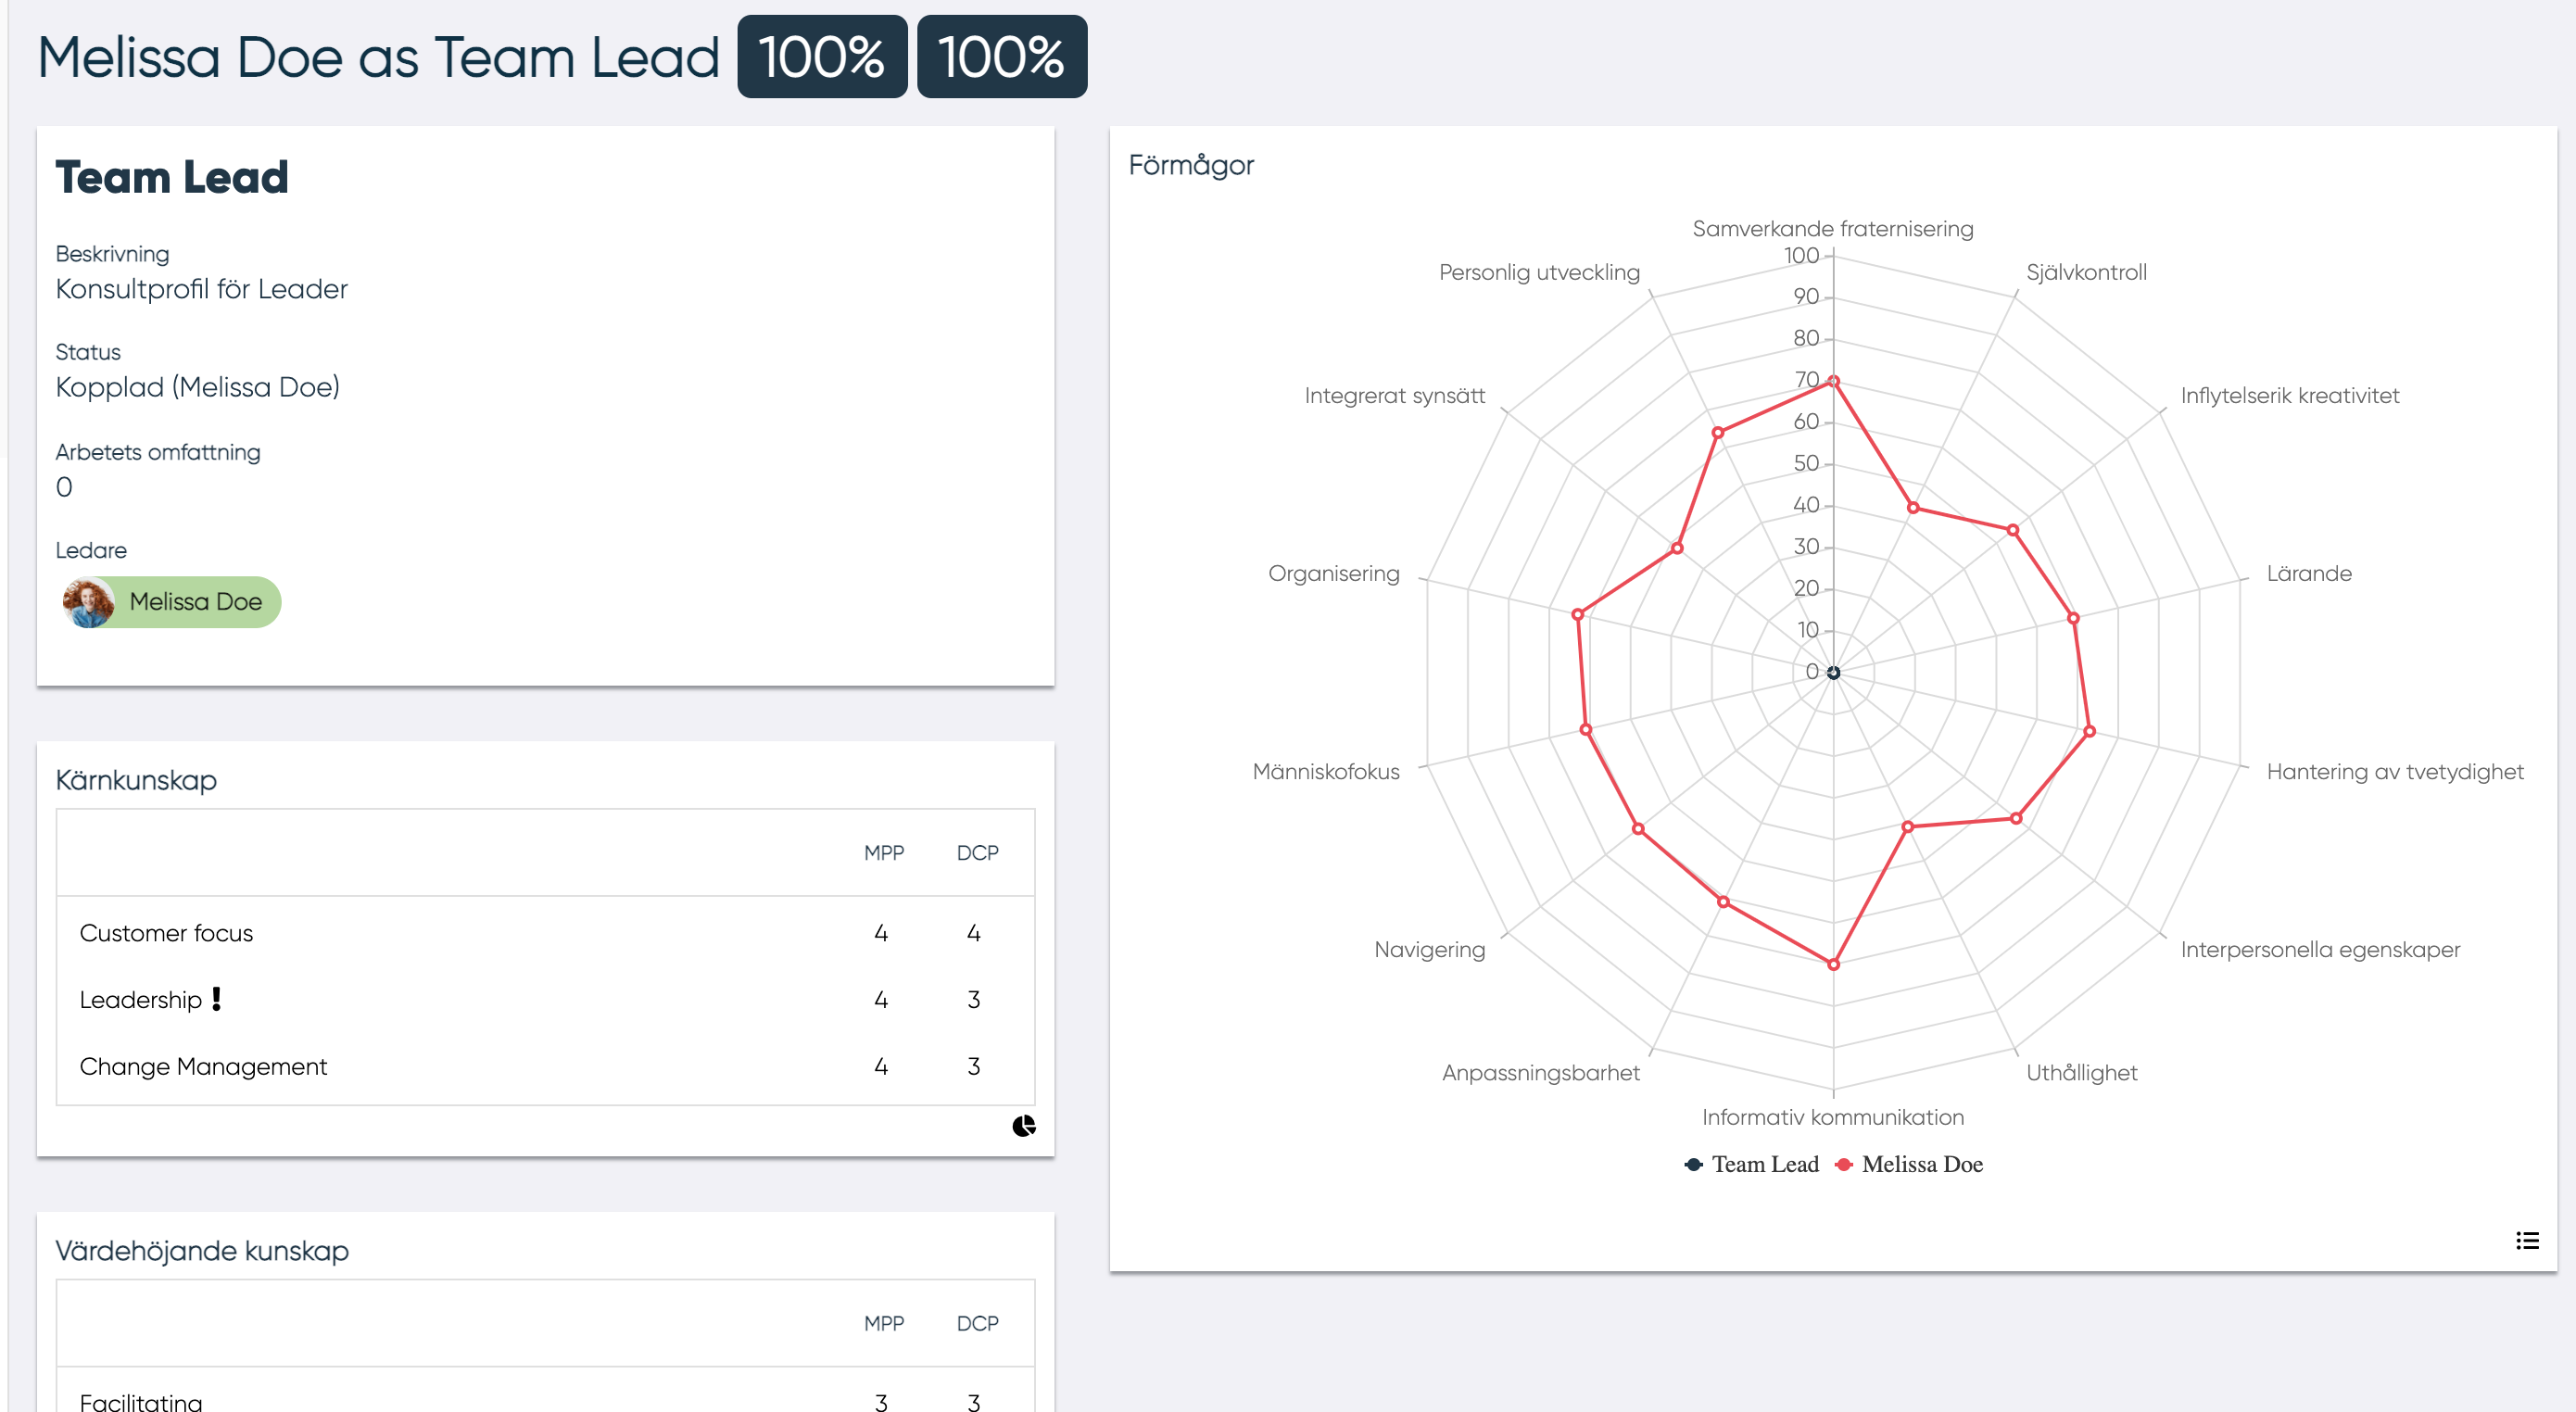 Melissa Doe as Team Lead 100% 100%
Team Lead
Beskrivning
Konsultprofil för Leader
Status
Kopplad (Melissa Doe)
Arbetets omfattning
0
Ledare
Melissa Doe
Kärnkunskap
MPP DCP
Customer focus 4 4
Leadership ! 4 3
Change Management 4 3
Värdehöjande kunskap
MPP DCP
Facilitating 3 3
Förmågor
Samverkande fraternisering
100
Personlig utveckling
Självkontroll
90
80
70
Integrerat synsätt
Inflytelserik kreativitet
60
50
40
30
Organisering
Lärande
20
10
0
Människofokus
Hantering av tvetydighet
Navigering
Interpersonella egenskaper
Anpassningsbarhet
Uthållighet
Informativ kommunikation
Team Lead Melissa Doe